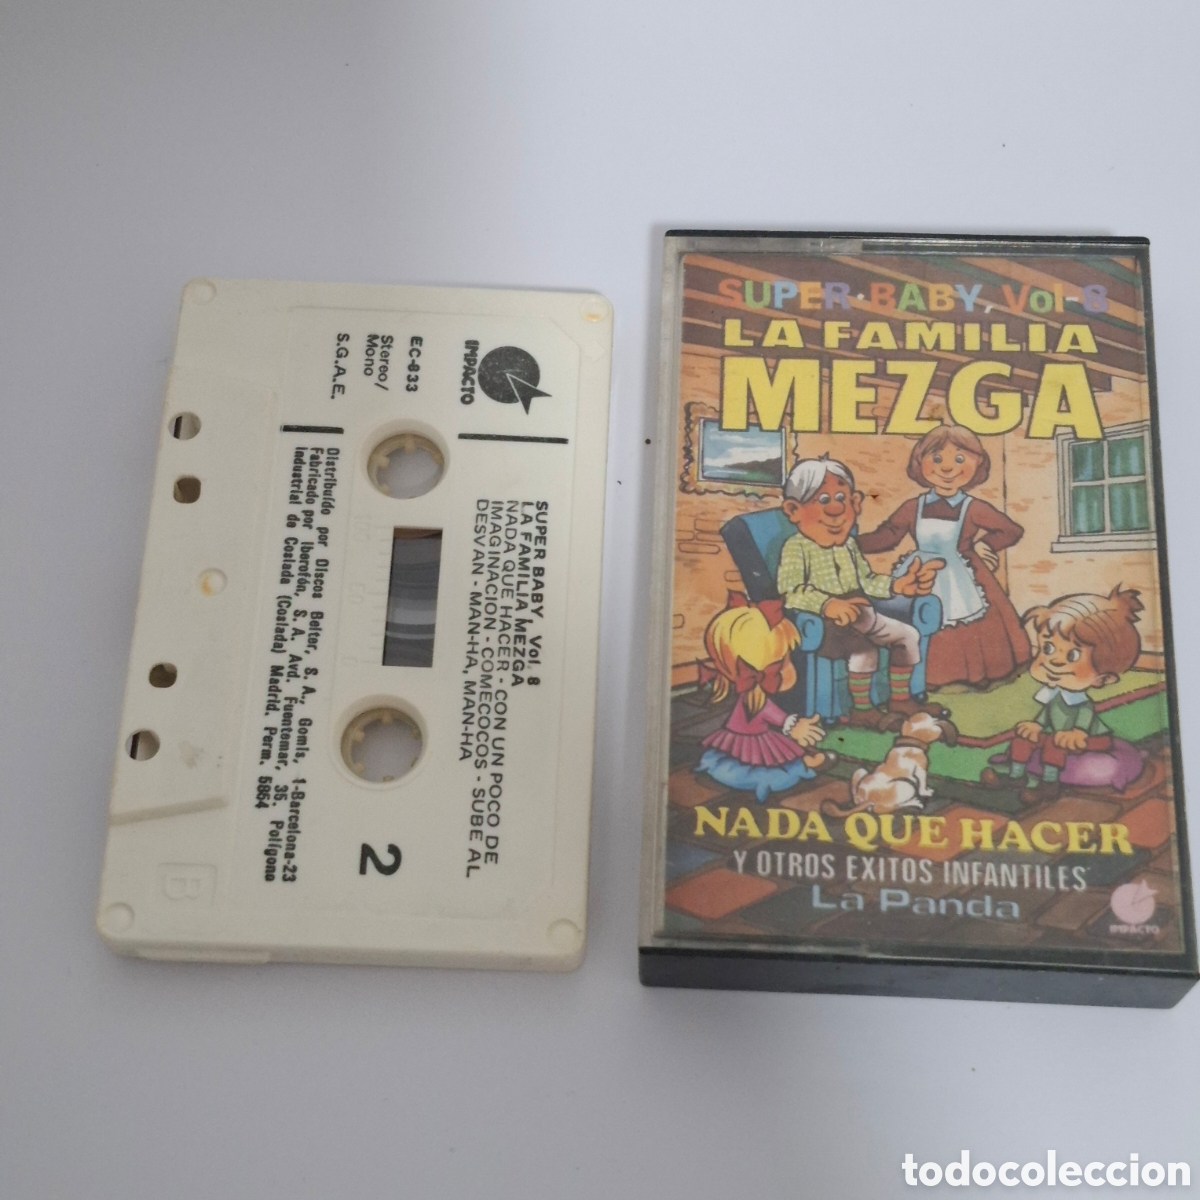 IMPACTO
EC-833
Stereo/
Mono
S.G.A.E.
SUPER BABY, Vol. 8
LA FAMILIA MEZGA
NADA QUE HACER - CON UN POCO DE
IMAGINACION - COMECOCOS - SUBE AL
DESVAN - MAN-HA, MAN-HA
2
Distribuído por Discos Belter, S. A., Gomis, 1-Barcelona-23
Fabricado por Iberofón, S. A. Avd. Fuentemar, 35. Polígono
Industrial de Coslada (Coslada) Madrid. Perm. 5864
B
SUPER·BABY, Vol-8
LA FAMILIA
MEZGA
NADA QUE HACER
Y OTROS EXITOS INFANTILES
La Panda
IMPACTO
todocoleccion